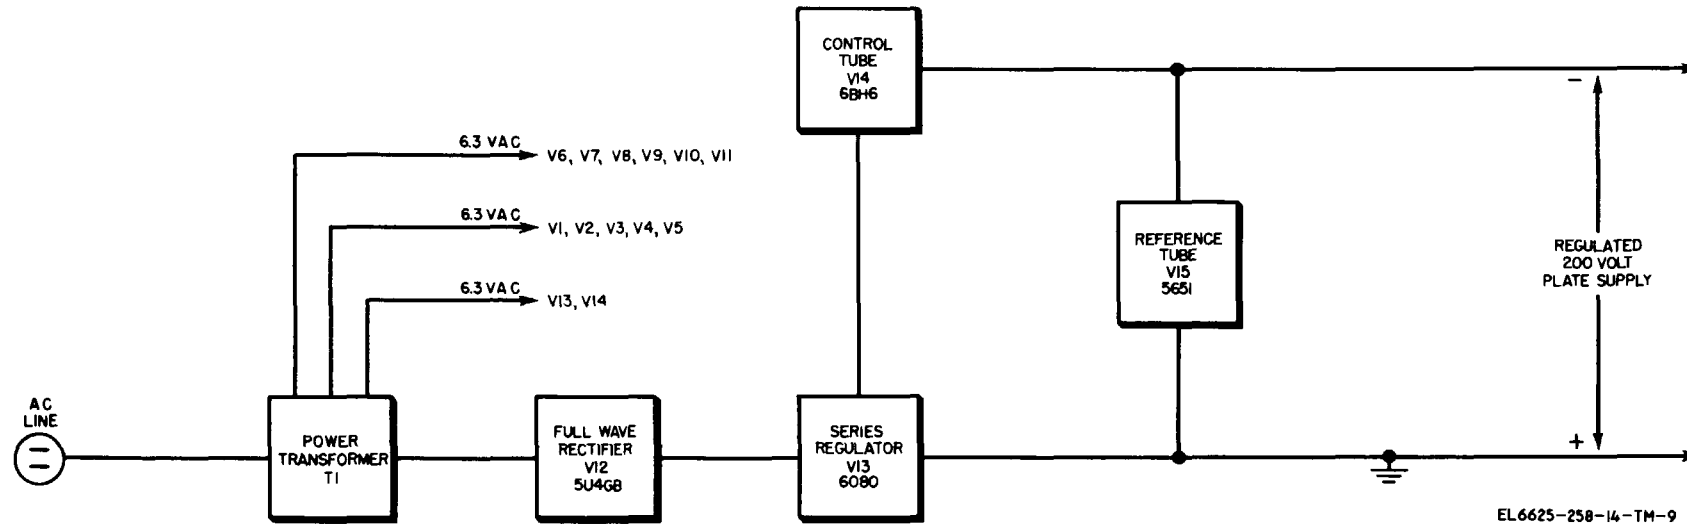 CONTROL
TUBE
V14
6BH6
6.3 VAC
V6, V7, V8, V9, V10, V11
6.3 VAC
V1, V2, V3, V4, V5
6.3 VAC
V13, V14
REFERENCE
TUBE
V15
5651
-
REGULATED
200 VOLT
PLATE SUPPLY
+
AC
LINE
POWER
TRANSFORMER
T1
FULL WAVE
RECTIFIER
V12
5U4GB
SERIES
REGULATOR
V13
6080
EL6625-258-14-TM-9